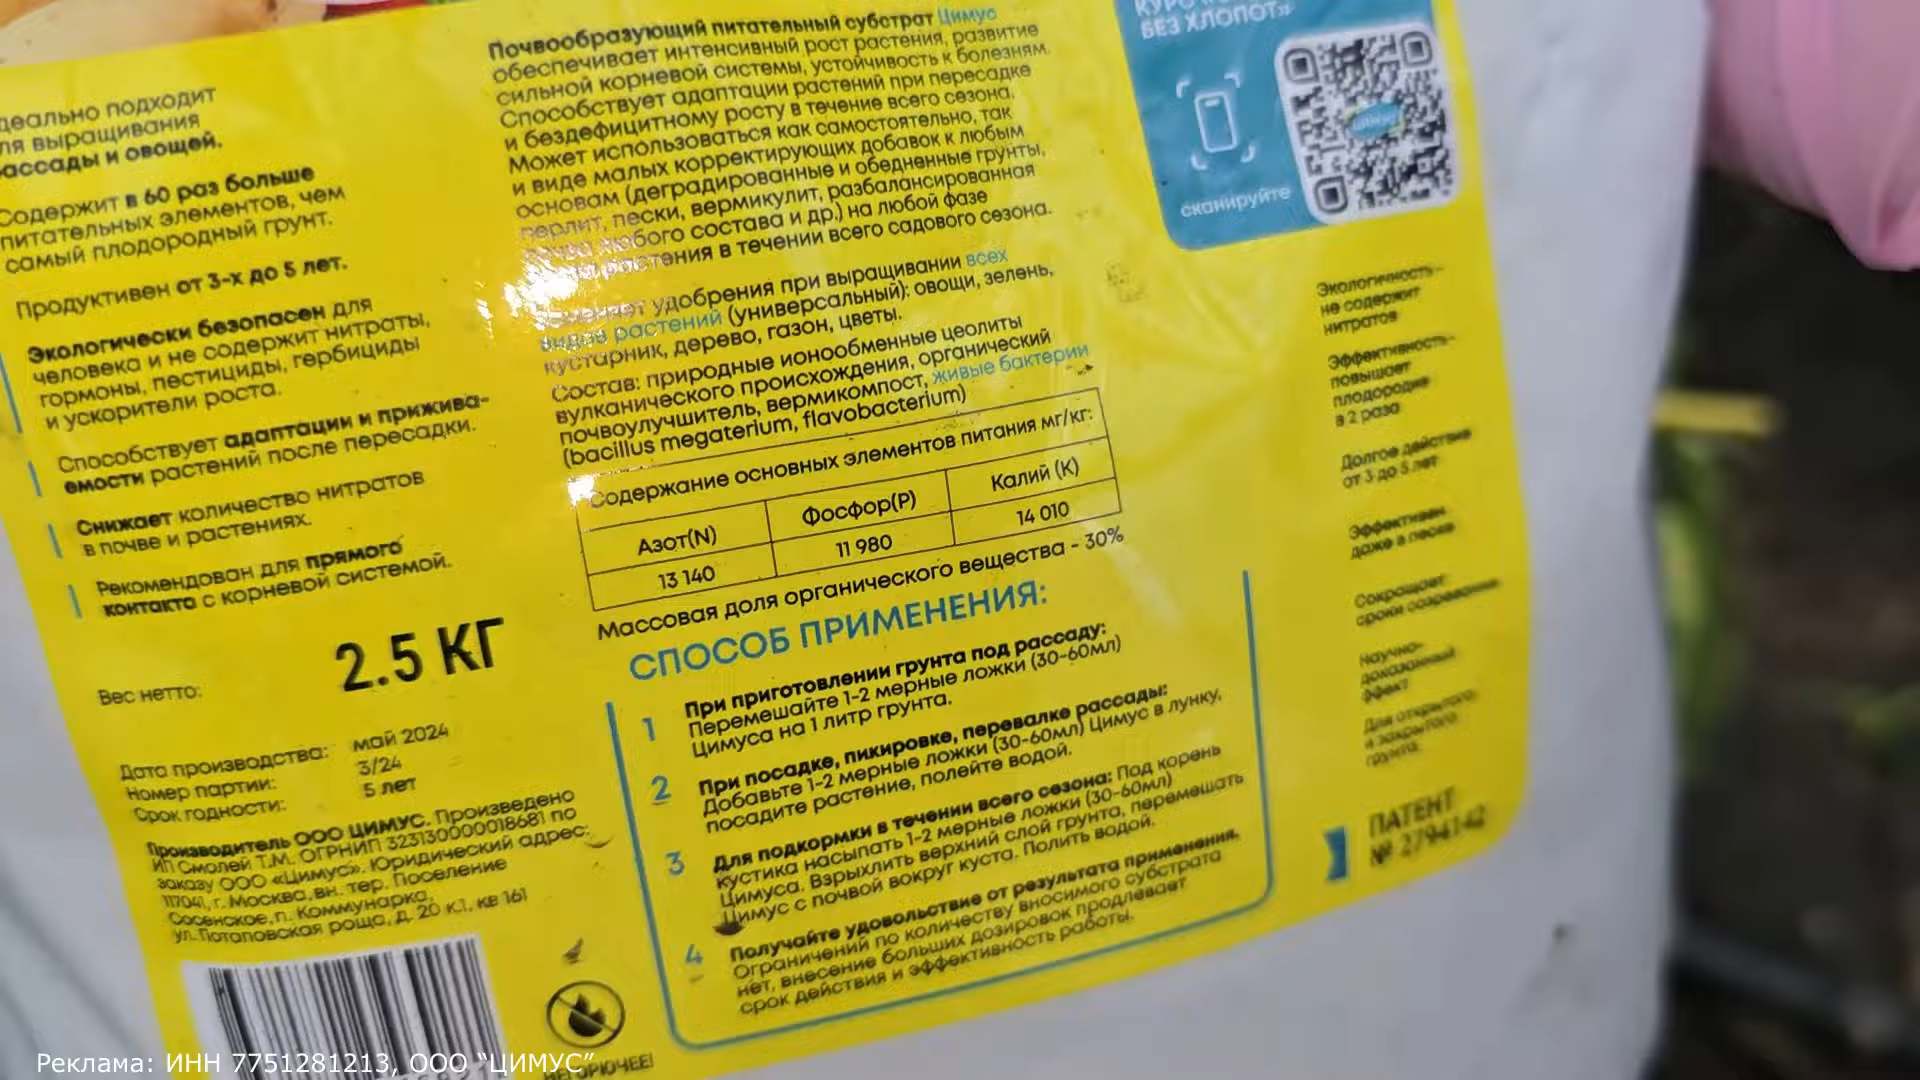 деально подходит
ля выращивания
ассады и овощей.
Содержит в 60 раз больше
питательных элементов, чем
самый плодородный грунт.
Продуктивен от 3-х до 5 лет.
Экологически безопасен для
человека и не содержит нитраты,
гормоны, пестициды, гербициды
и ускорители роста.
Способствует адаптации и прижива-
емости растений после пересадки.
Снижает количество нитратов
в почве и растениях.
Рекомендован для прямого
контакта с корневой системой.
Вес нетто: 2.5 КГ
Дата производства: май 2024
Номер партии: 3/24
Срок годности: 5 лет
Производитель ООО ЦИМУС. Произведено
ИП Смолей Т.М. ОГРНИП 323130000018681 по
заказу ООО «Цимус». Юридический адрес:
117041, г. Москва, вн. тер. Поселение
Сосенское, п. Коммунарка,
ул. Потаповская роща, д. 20 к.1, кв 161
Почвообразующий питательный субстрат Цимус
обеспечивает интенсивный рост растения, развитие
сильной корневой системы, устойчивость к болезням.
Способствует адаптации растений при пересадке
и бездефицитному росту в течение всего сезона.
Может использоваться как самостоятельно, так
и виде малых корректирующих добавок к любым
основам (деградированные и обедненные грунты,
перлит, пески, вермикулит, разбалансированная
любого состава и др.) на любой фазе
растения в течении всего садового сезона.
удобрения при выращивании всех
видов растений (универсальный): овощи, зелень,
кустарник, дерево, газон, цветы.
Состав: природные ионообменные цеолиты
вулканического происхождения, органический
почвоулучшитель, вермикомпост, живые бактерии
(bacillus megaterium, flavobacterium)
Содержание основных элементов питания мг/кг:
Азот(N) Фосфор(P) Калий (K)
13 140 11 980 14 010
Массовая доля органического вещества - 30%
СПОСОБ ПРИМЕНЕНИЯ:
1 При приготовлении грунта под рассаду:
Перемешайте 1-2 мерные ложки (30-60мл)
Цимуса на 1 литр грунта.
2 При посадке, пикировке, перевалке рассады:
Добавьте 1-2 мерные ложки (30-60мл) Цимус в лунку,
посадите растение, полейте водой.
3 Для подкормки в течении всего сезона: Под корень
кустика насыпать 1-2 мерные ложки (30-60мл)
Цимуса. Взрыхлить верхний слой грунта, перемешать
Цимус с почвой вокруг куста. Полить водой.
4 Получайте удовольствие от результата применения.
Ограничений по количеству вносимого субстрата
нет, внесение больших дозировок продлевает
срок действия и эффективность работы.
БЕЗ ХЛОПОТ»
сканируйте
Экологичность-
не содержит
нитратов
Эффективность-
повышает
плодородие
в 2 раза
Долгое действие
от 3 до 5 лет
Эффективен
даже в песке
Сокращает
сроки созревания
Научно-
доказанный
эффект
Для открытого
и закрытого
грунта
ПАТЕНТ
№ 2794142
НЕГОРЮЧЕЕ!
Реклама: ИНН 7751281213, ООО “ЦИМУС”